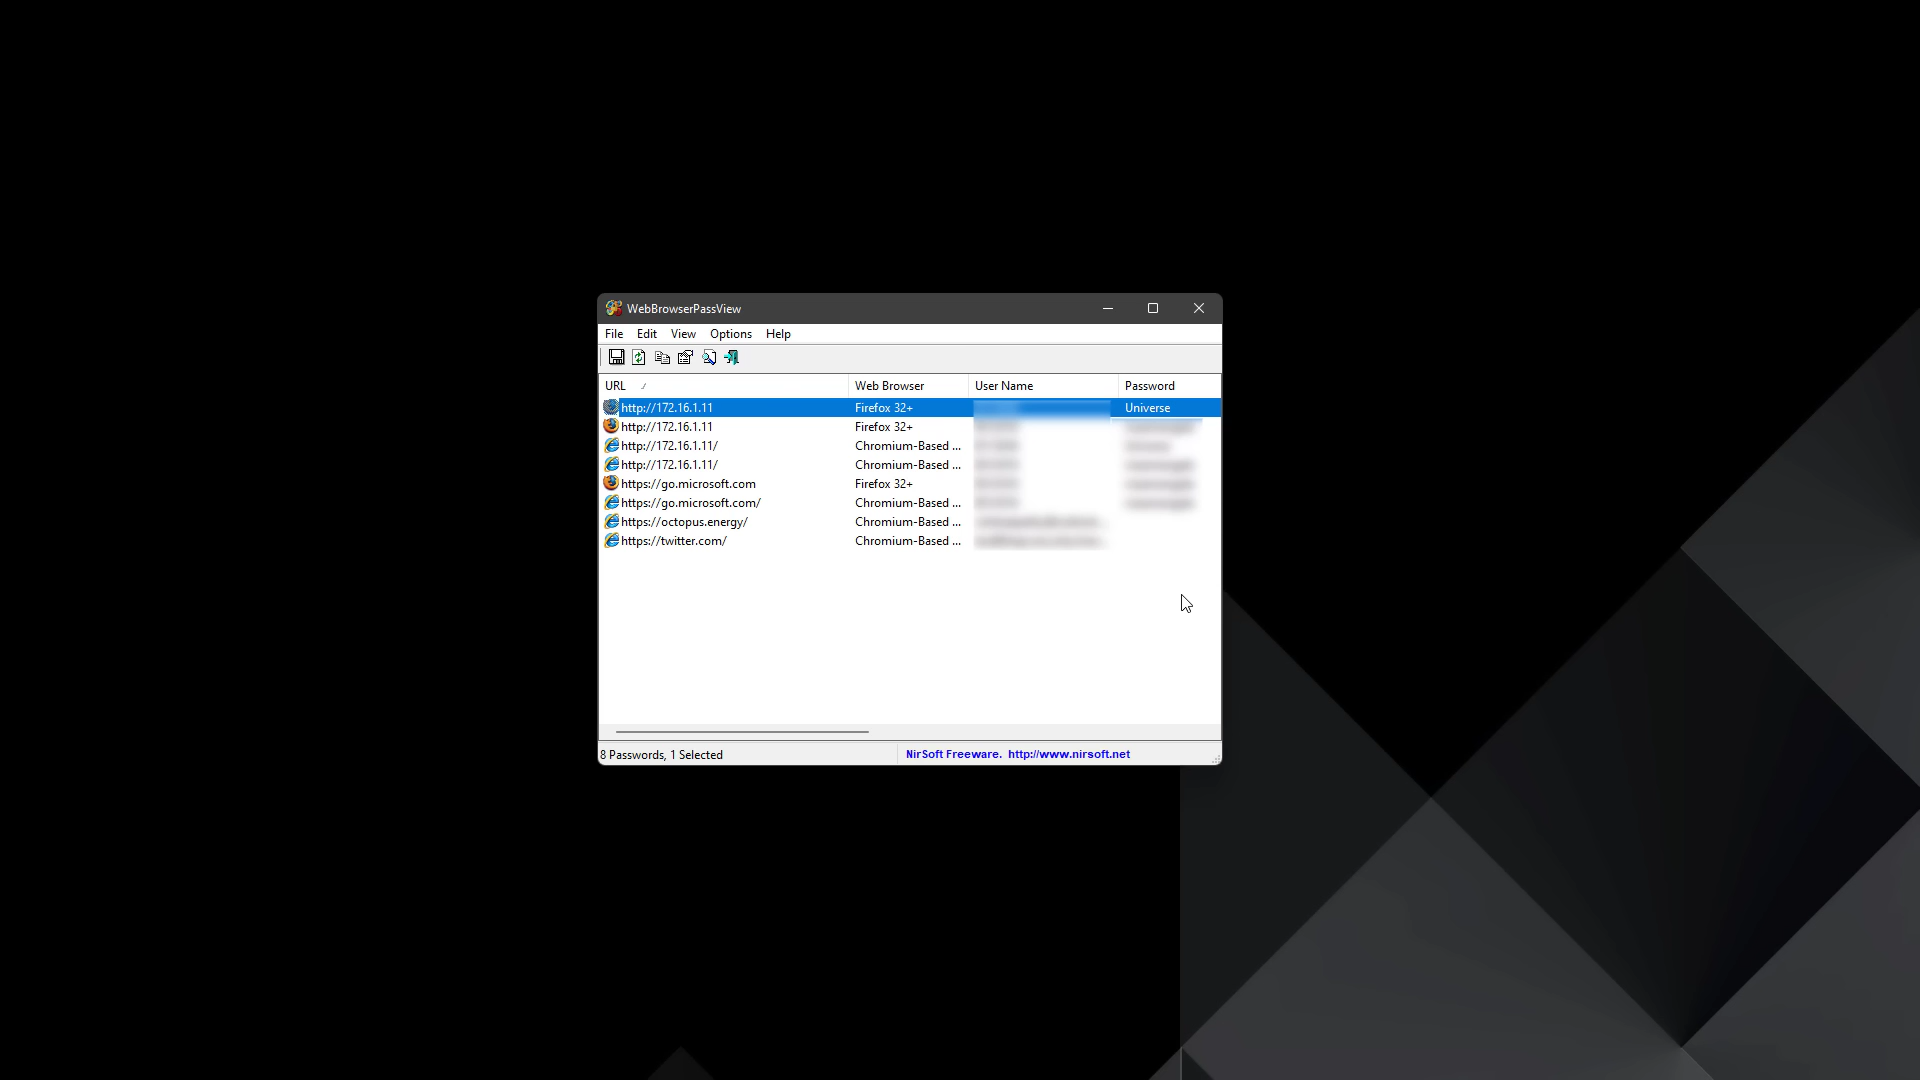 WebBrowserPassView
File Edit View Options Help
URL Web Browser User Name Password
http://172.16.1.11 Firefox 32+ Universe
http://172.16.1.11 Firefox 32+
http://172.16.1.11/ Chromium-Based ...
http://172.16.1.11/ Chromium-Based ...
https://go.microsoft.com Firefox 32+
https://go.microsoft.com/ Chromium-Based ...
https://octopus.energy/ Chromium-Based ...
https://twitter.com/ Chromium-Based ...
8 Passwords, 1 Selected NirSoft Freeware. http://www.nirsoft.net